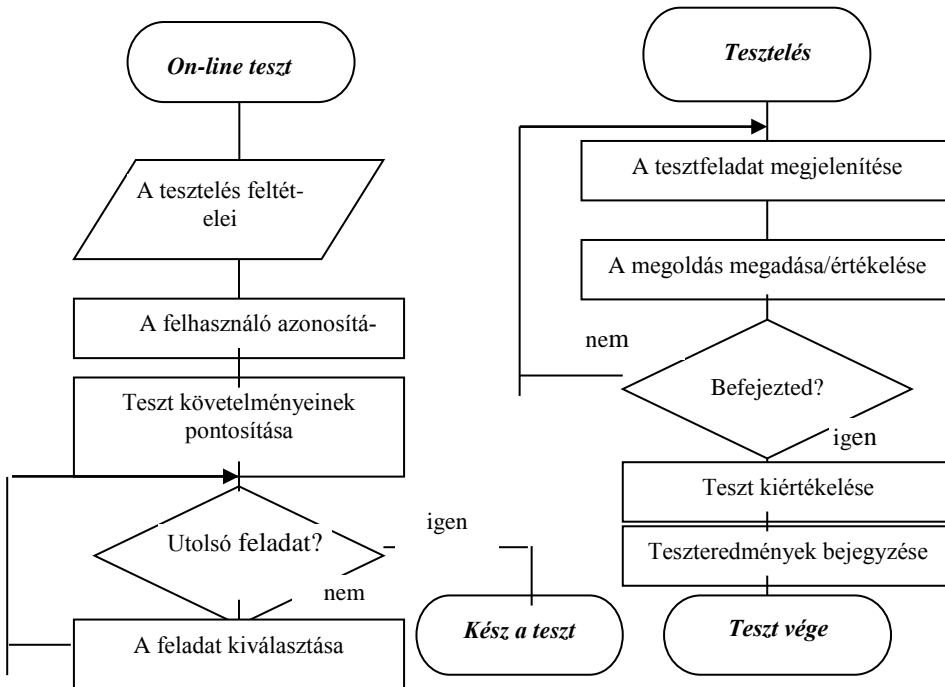 On-line teszt
A tesztelés feltét-
elei
A felhasználó azonosítá-
Teszt követelményeinek
pontosítása
Utolsó feladat?
igen
nem
A feladat kiválasztása
Kész a teszt
Tesztelés
A tesztfeladat megjelenítése
A megoldás megadása/értékelése
nem
Befejezted?
igen
Teszt kiértékelése
Teszteredmények bejegyzése
Teszt vége